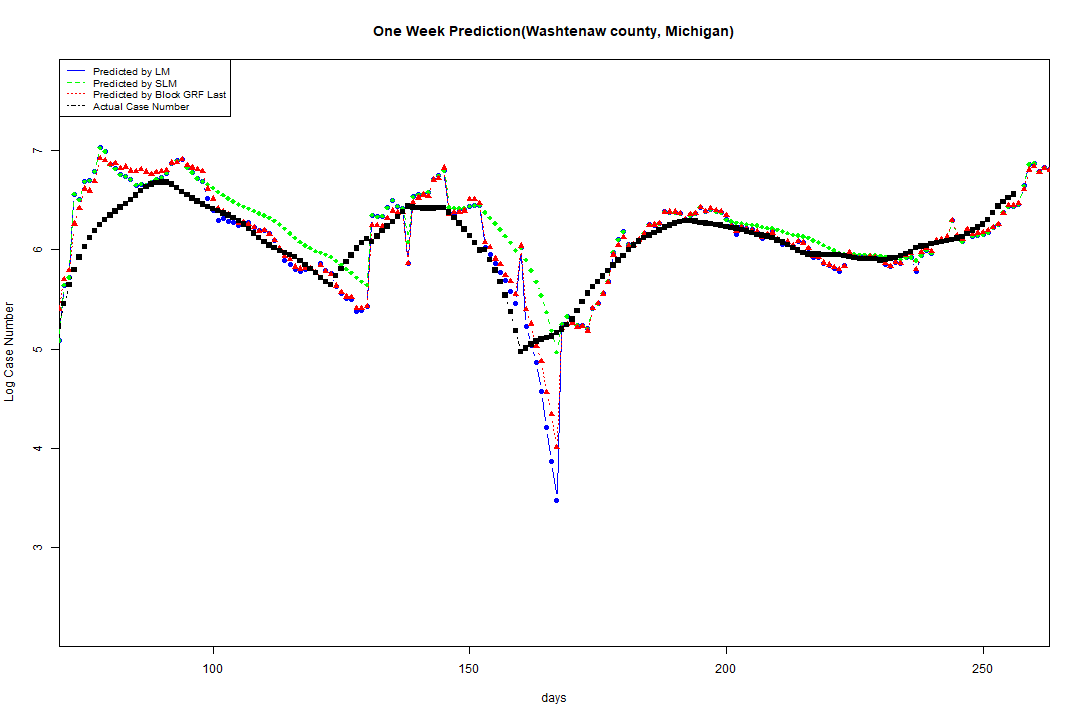 One Week Prediction(Washtenaw county, Michigan)
Predicted by LM
Predicted by SLM
Predicted by Block GRF Last
Actual Case Number
7
6
5
4
3
Log Case Number
100 150 200 250
days